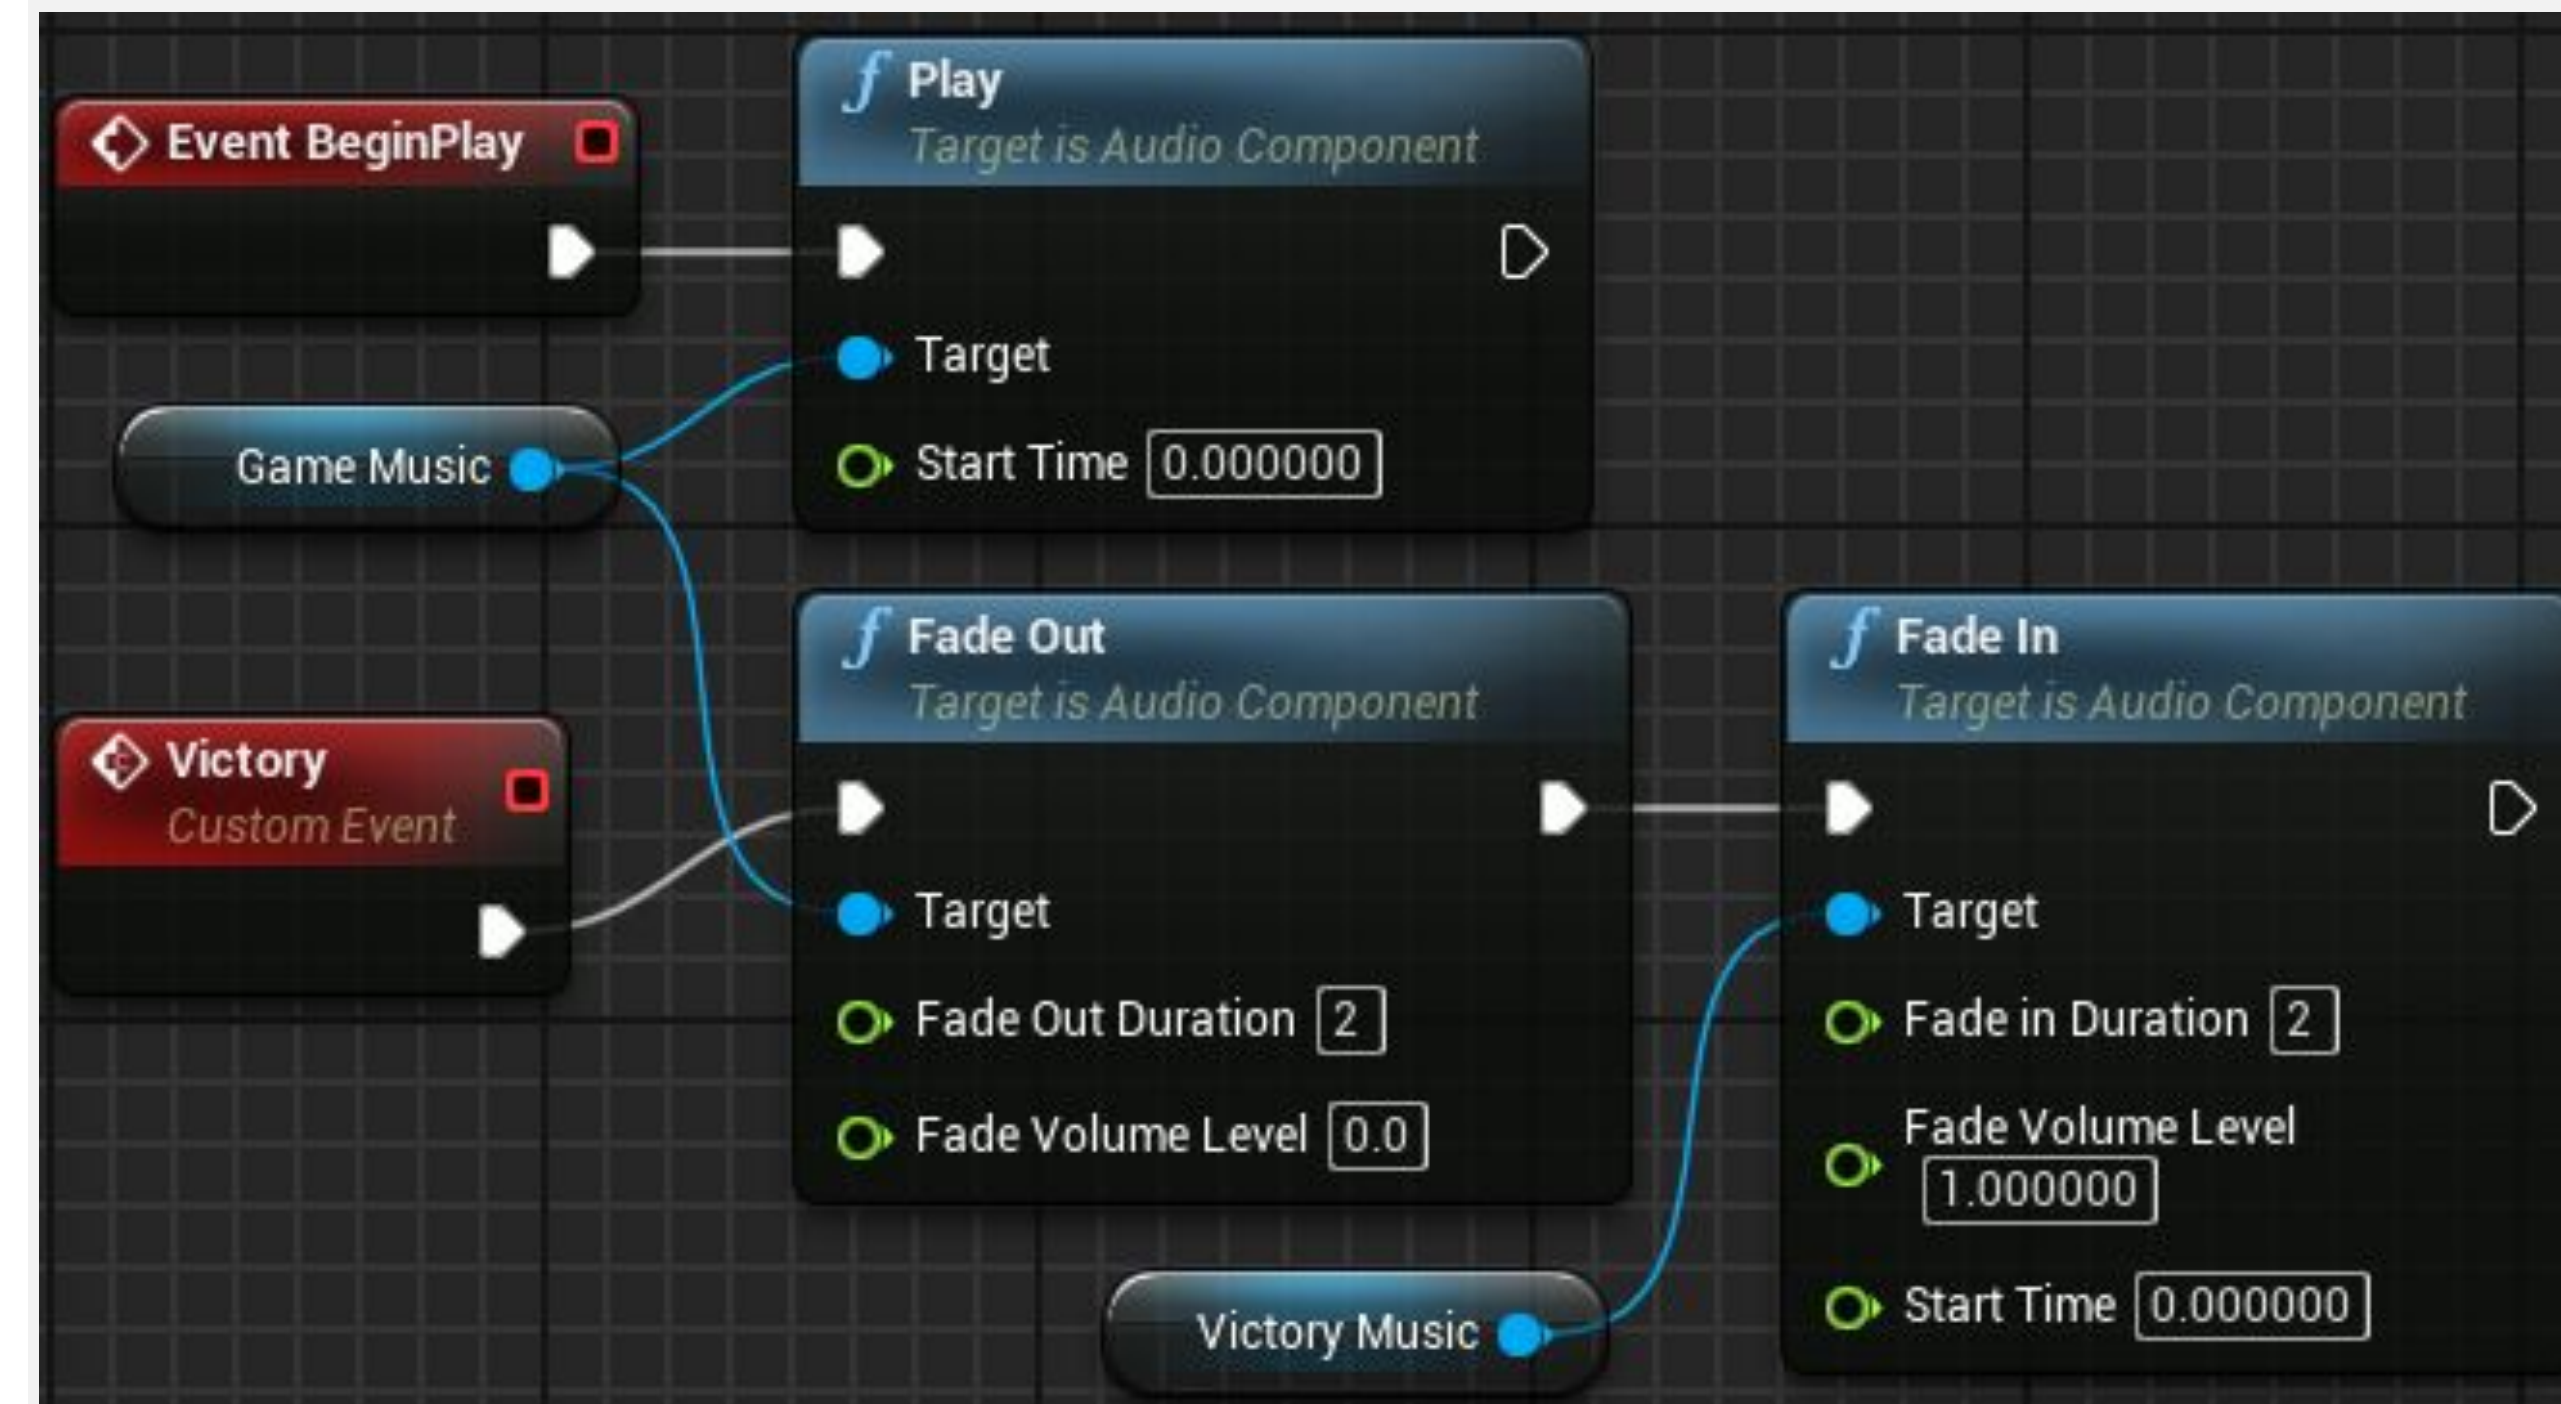 Event BeginPlay
f Play
Target is Audio Component
Target
Start Time 0.000000
Game Music
Victory
Custom Event
f Fade Out
Target is Audio Component
Target
Fade Out Duration 2
Fade Volume Level 0.0
f Fade In
Target is Audio Component
Target
Fade in Duration 2
Fade Volume Level
1.000000
Start Time 0.000000
Victory Music